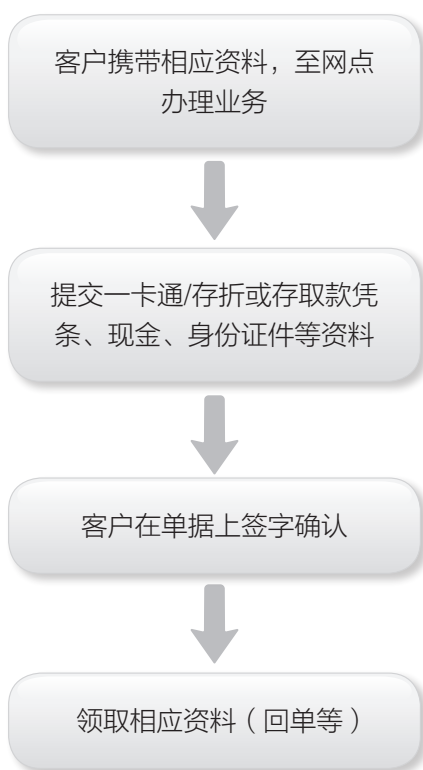 客户携带相应资料，至网点
办理业务
提交一卡通/存折或存取款凭
条、现金、身份证件等资料
客户在单据上签字确认
领取相应资料（回单等）